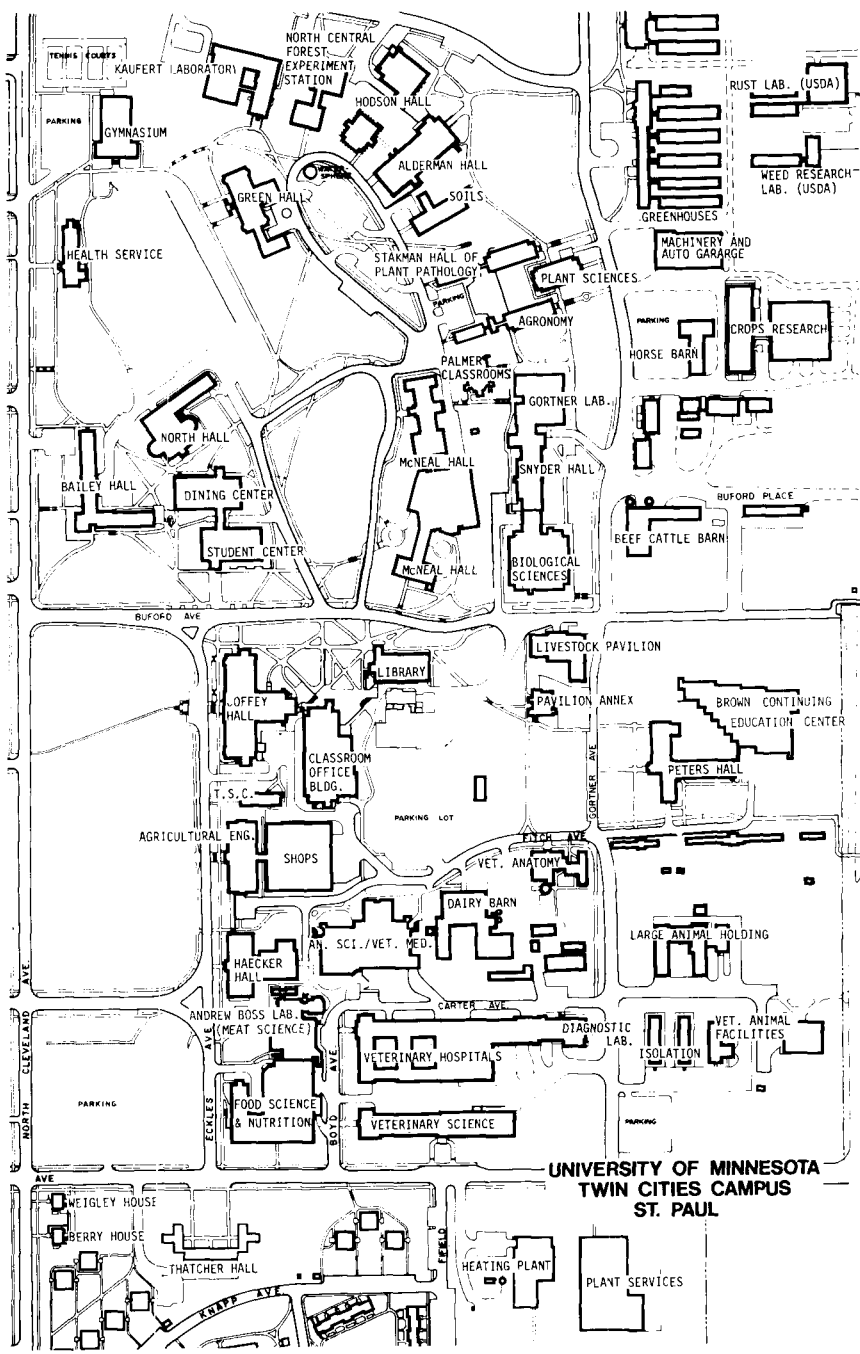 TENNIS COURTS
KAUFERT LABORATORY
NORTH CENTRAL
FOREST
EXPERIMENT
STATION
HODSON HALL
RUST LAB. (USDA)
PARKING
GYMNASIUM
ALDERMAN HALL
WEED RESEARCH
LAB. (USDA)
GREEN HALL
SOILS
GREENHOUSES
HEALTH SERVICE
STAKMAN HALL OF
PLANT PATHOLOGY
MACHINERY AND
AUTO GARARGE
PLANT SCIENCES
PARKING
AGRONOMY
PARKING
CROPS RESEARCH
HORSE BARN
PALMER
CLASSROOMS
GORTNER LAB.
NORTH HALL
McNEAL HALL
SNYDER HALL
BAILEY HALL
DINING CENTER
BUFORD PLACE
STUDENT CENTER
BEEF CATTLE BARN
McNEAL HALL
BIOLOGICAL
SCIENCES
BUFORD AVE
LIVESTOCK PAVILION
LIBRARY
COFFEY
HALL
PAVILION ANNEX
BROWN CONTINUING
EDUCATION CENTER
CLASSROOM
OFFICE
BLDG.
PETERS HALL
GORTNER AVE
T.S.C.
PARKING LOT
AGRICULTURAL ENG.
SHOPS
FITCH AVE
VET. ANATOMY
DAIRY BARN
AN. SCI./VET. MED.
LARGE ANIMAL HOLDING
HAECKER
HALL
CARTER AVE.
ANDREW BOSS LAB.
(MEAT SCIENCE)
DIAGNOSTIC
LAB.
VET. ANIMAL
FACILITIES
VETERINARY HOSPITALS
ISOLATION
NORTH CLEVELAND AVE.
ECKLES AVE
BOYD AVE
PARKING
FOOD SCIENCE
& NUTRITION
VETERINARY SCIENCE
PARKING
UNIVERSITY OF MINNESOTA
TWIN CITIES CAMPUS
ST. PAUL
AVE
WEIGLEY HOUSE
BERRY HOUSE
THATCHER HALL
FIFIELD
HEATING PLANT
PLANT SERVICES
KNAPP AVE